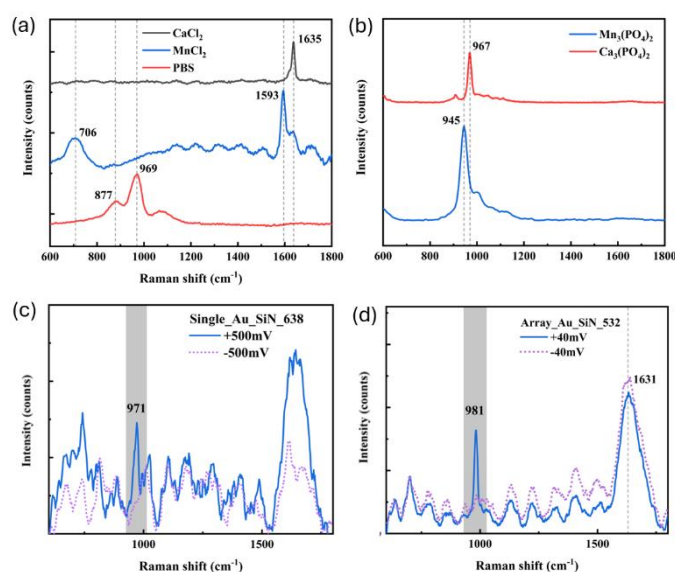 (a)
CaCl2
MnCl2
PBS
1635
1593
706
877
969
Intensity (counts)
600 800 1000 1200 1400 1600 1800
Raman shift (cm-1)
(b)
Mn3(PO4)2
Ca3(PO4)2
967
945
Intensity (counts)
600 800 1000 1200 1400 1600 1800
Raman shift (cm-1)
(c)
Single_Au_SiN_638
+500mV
-500mV
971
Intensity (counts)
1000 1500
Raman shift (cm-1)
(d)
Array_Au_SiN_532
+40mV
-40mV
1631
981
Intensity (counts)
1000 1500
Raman shift (cm-1)